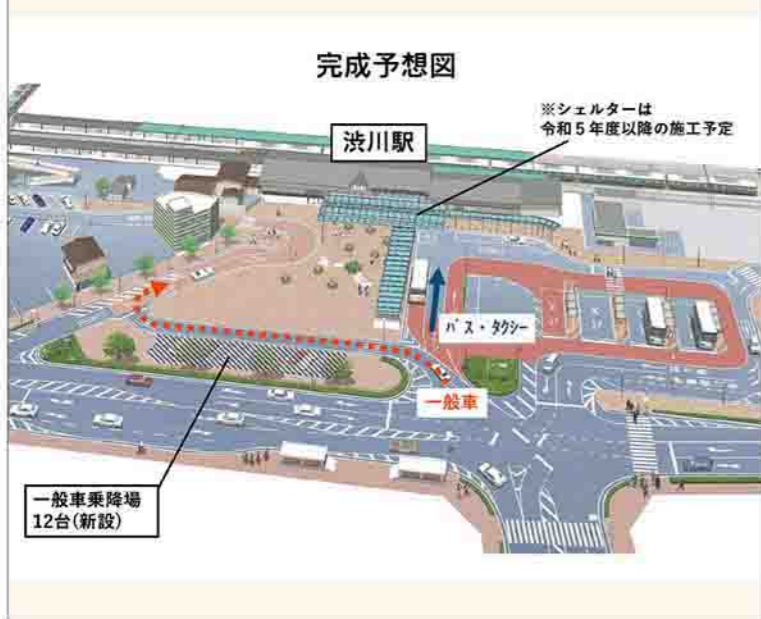 完成予想図
※シェルターは
令和5年度以降の施工予定
渋川駅
バス・タクシー
一般車
一般車乗降場
12台(新設)